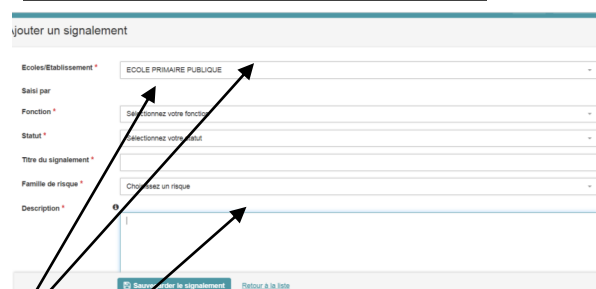 jouter un signalement
Ecoles/Etablissement * ECOLE PRIMAIRE PUBLIQUE
Saisi par
Fonction * Sélectionnez votre fonction
Statut * Sélectionnez votre statut
Titre du signalement *
Famille de risque * Choisissez un risque
Description *
Sauvegarder le signalement Retour à la liste